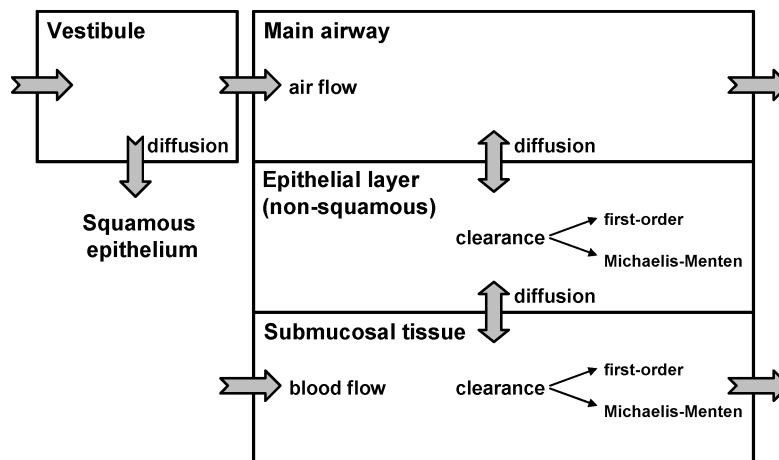 Vestibule
diffusion
Squamous
epithelium
Main airway
air flow
diffusion
Epithelial layer
(non-squamous)
clearance
first-order
Michaelis-Menten
diffusion
Submucosal tissue
blood flow
clearance
first-order
Michaelis-Menten